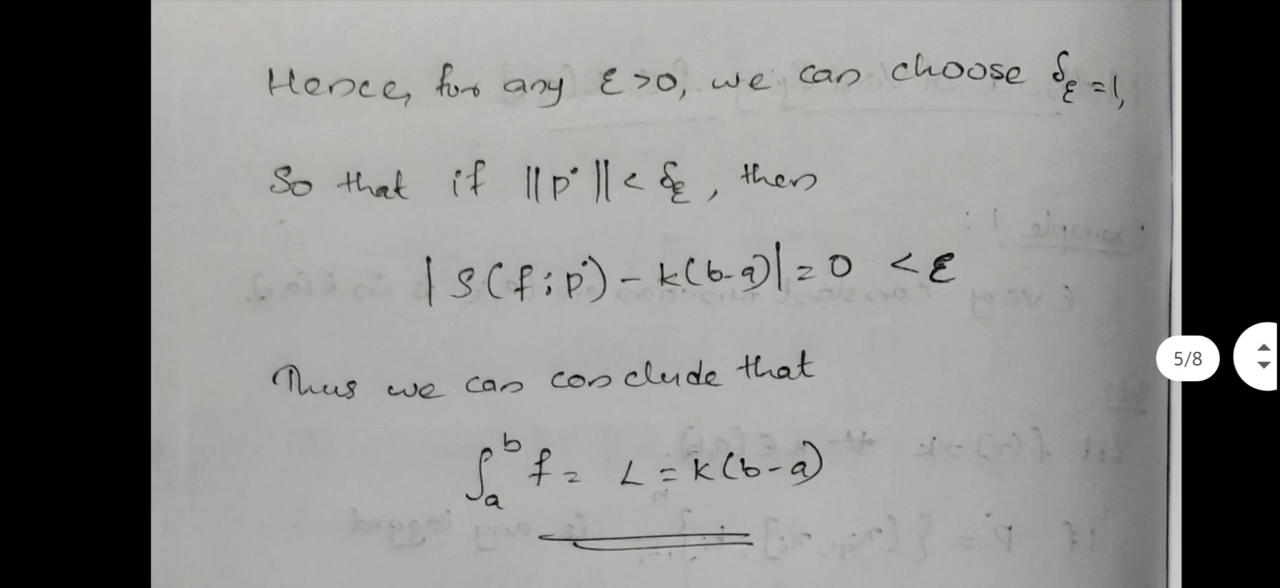 Hence, for any ε>0, we can choose δ_ε=1,
So that if ||Ṗ||<δ_ε, then
|S(f;Ṗ)-k(b-a)|=0 <ε
Thus we can conclude that
∫_a^b f = L = k(b-a)
5/8